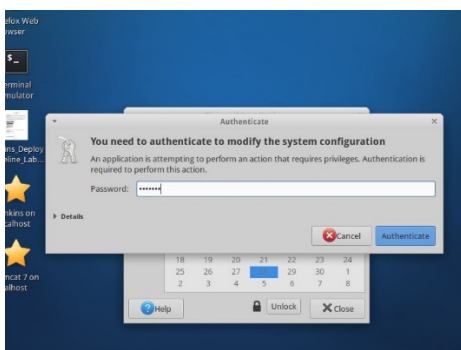 efox Web
owser
$_
erminal
mulator
ins_Deploy
eline_Lab...
nkins on
calhost
mcat 7 on
alhost
Authenticate
You need to authenticate to modify the system configuration
An application is attempting to perform an action that requires privileges. Authentication is
required to perform this action.
Password: •••••••
Details
Cancel
Authenticate
18 19 20 21 22 23 24
25 26 27 28 29 30 1
2 3 4 5 6 7 8
Help
Unlock
Close